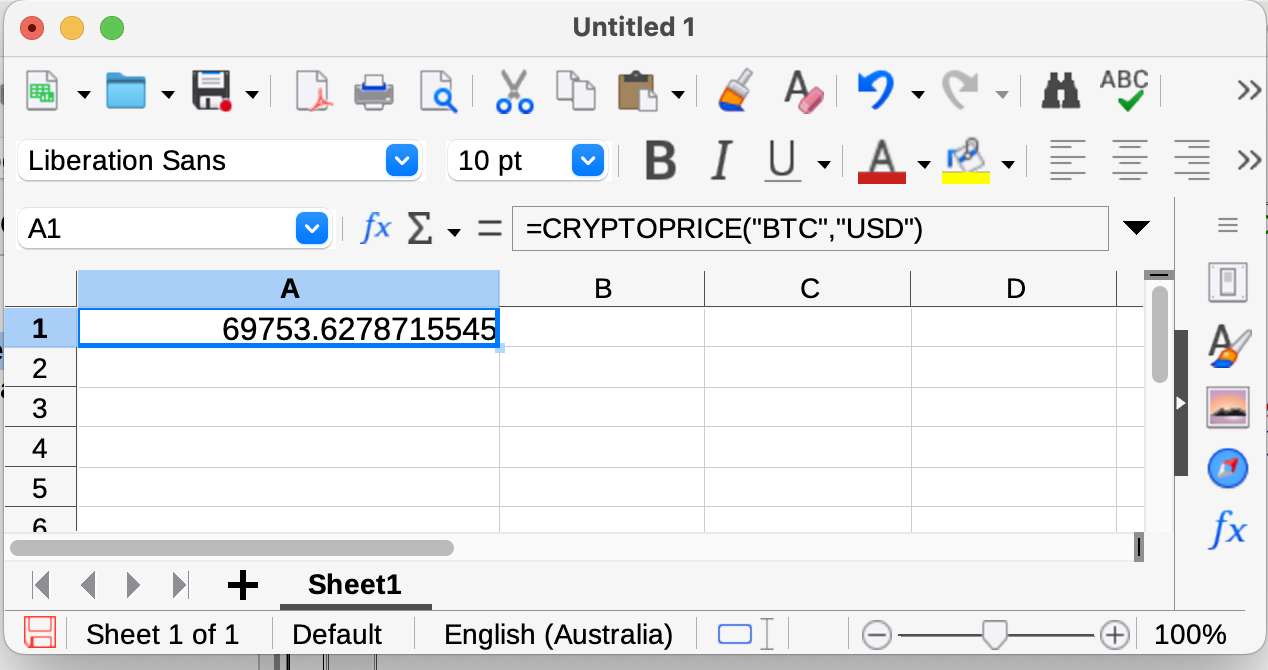 Untitled 1
ABC
Liberation Sans 10 pt B I U A
A1 fx Σ = =CRYPTOPRICE("BTC","USD")
A B C D
1 69753.6278715545
2
3
4
5
6
fx
Sheet1
Sheet 1 of 1 Default English (Australia) 100%